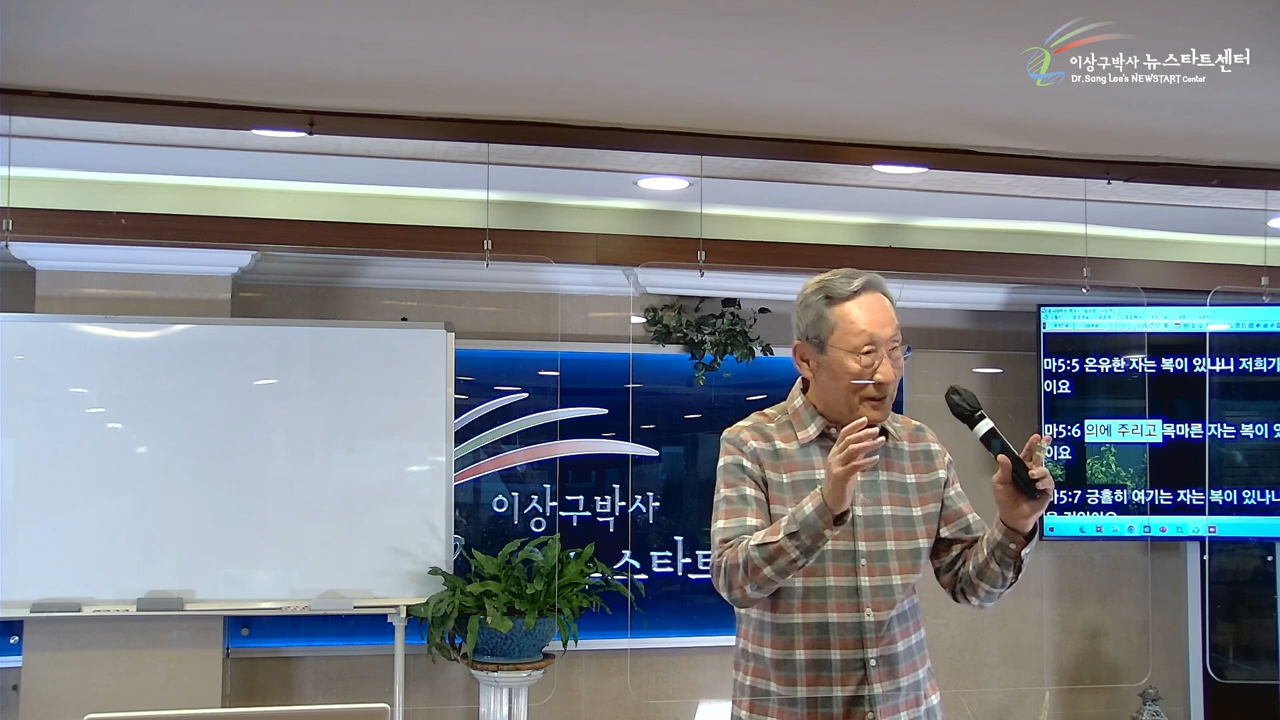 이상구박사 뉴스타트센터
Dr. Sang Lee's NEWSTART Center
이상구박사
스타트
마5:5 온유한 자는 복이 있나니 저희가
이요
마5:6 의에 주리고 목마른 자는 복이 있
이요
마5:7 긍휼히 여기는 자는 복이 있나니